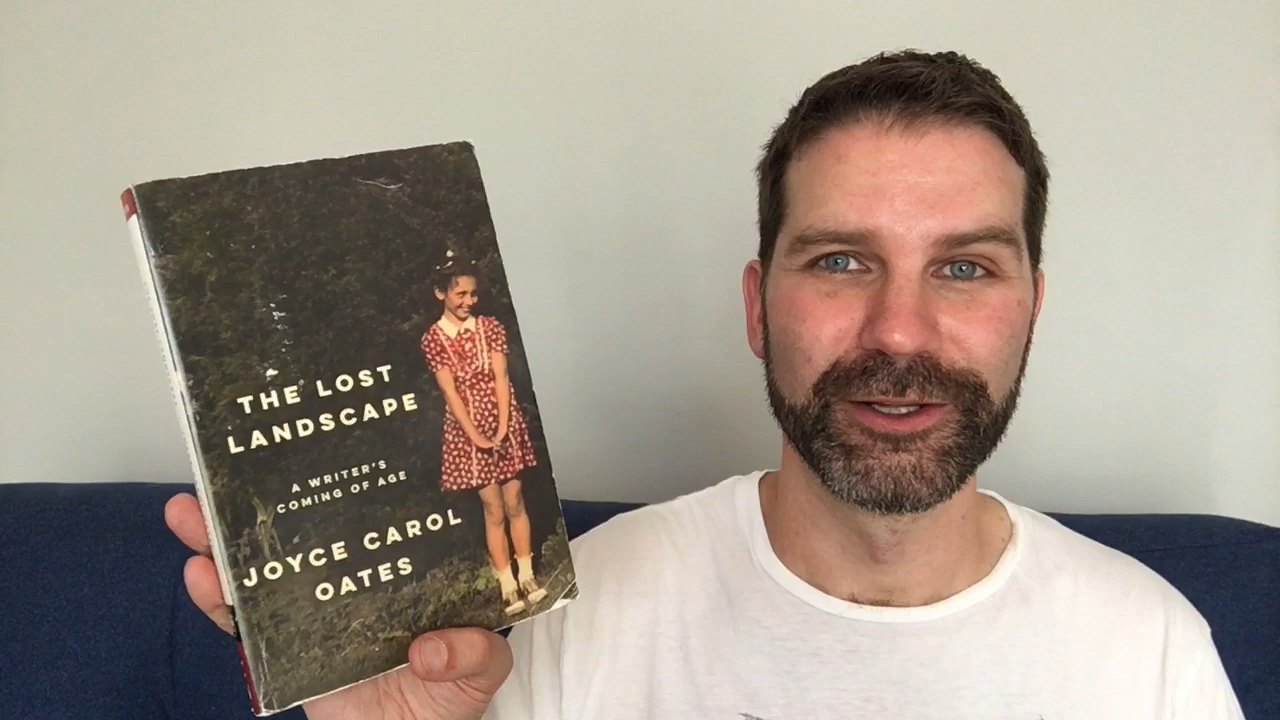 THE LOST
LANDSCAPE
A WRITER'S
COMING OF AGE
JOYCE CAROL
OATES